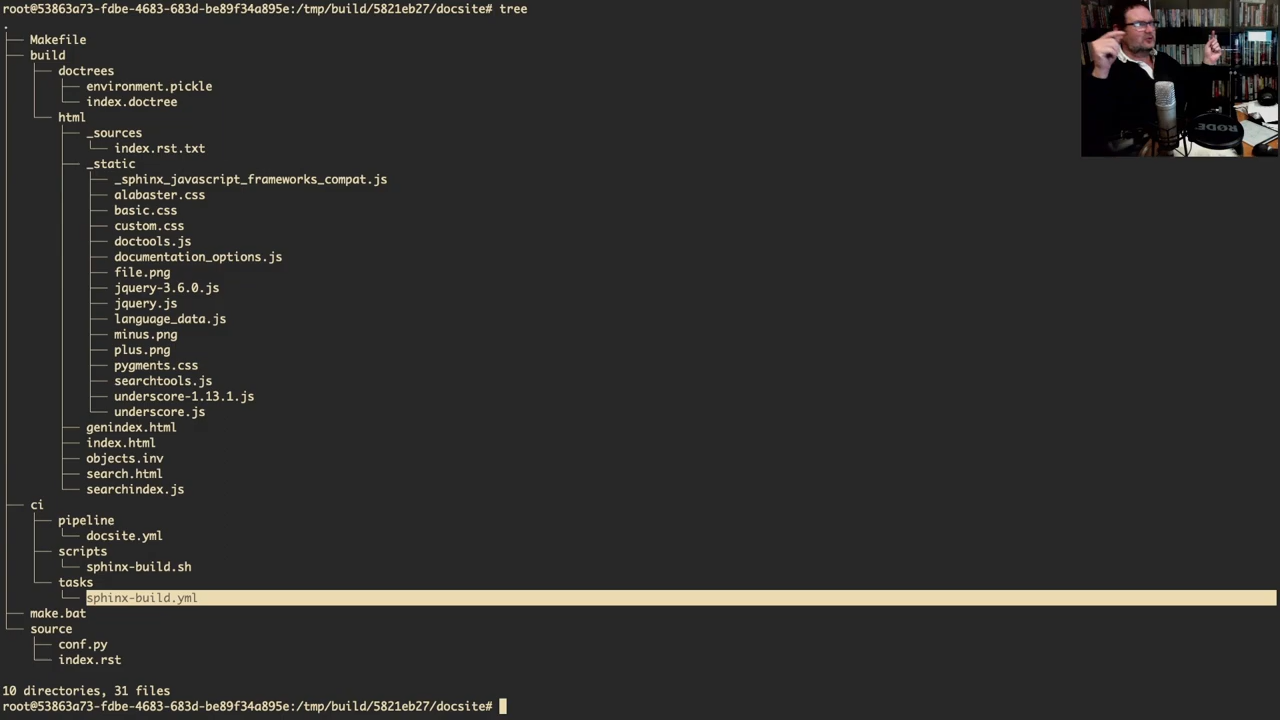 root@53863a73-fdbe-4683-683d-be89f34a895e:/tmp/build/5821eb27/docsite# tree
.
├── Makefile
├── build
│   ├── doctrees
│   │   ├── environment.pickle
│   │   └── index.doctree
│   └── html
│       ├── _sources
│       │   └── index.rst.txt
│       ├── _static
│       │   ├── _sphinx_javascript_frameworks_compat.js
│       │   ├── alabaster.css
│       │   ├── basic.css
│       │   ├── custom.css
│       │   ├── doctools.js
│       │   ├── documentation_options.js
│       │   ├── file.png
│       │   ├── jquery-3.6.0.js
│       │   ├── jquery.js
│       │   ├── language_data.js
│       │   ├── minus.png
│       │   ├── plus.png
│       │   ├── pygments.css
│       │   ├── searchtools.js
│       │   ├── underscore-1.13.1.js
│       │   └── underscore.js
│       ├── genindex.html
│       ├── index.html
│       ├── objects.inv
│       ├── search.html
│       └── searchindex.js
├── ci
│   ├── pipeline
│   │   └── docsite.yml
│   ├── scripts
│   │   └── sphinx-build.sh
│   └── tasks
│       └── sphinx-build.yml
├── make.bat
└── source
    ├── conf.py
    └── index.rst
10 directories, 31 files
root@53863a73-fdbe-4683-683d-be89f34a895e:/tmp/build/5821eb27/docsite#
RODE